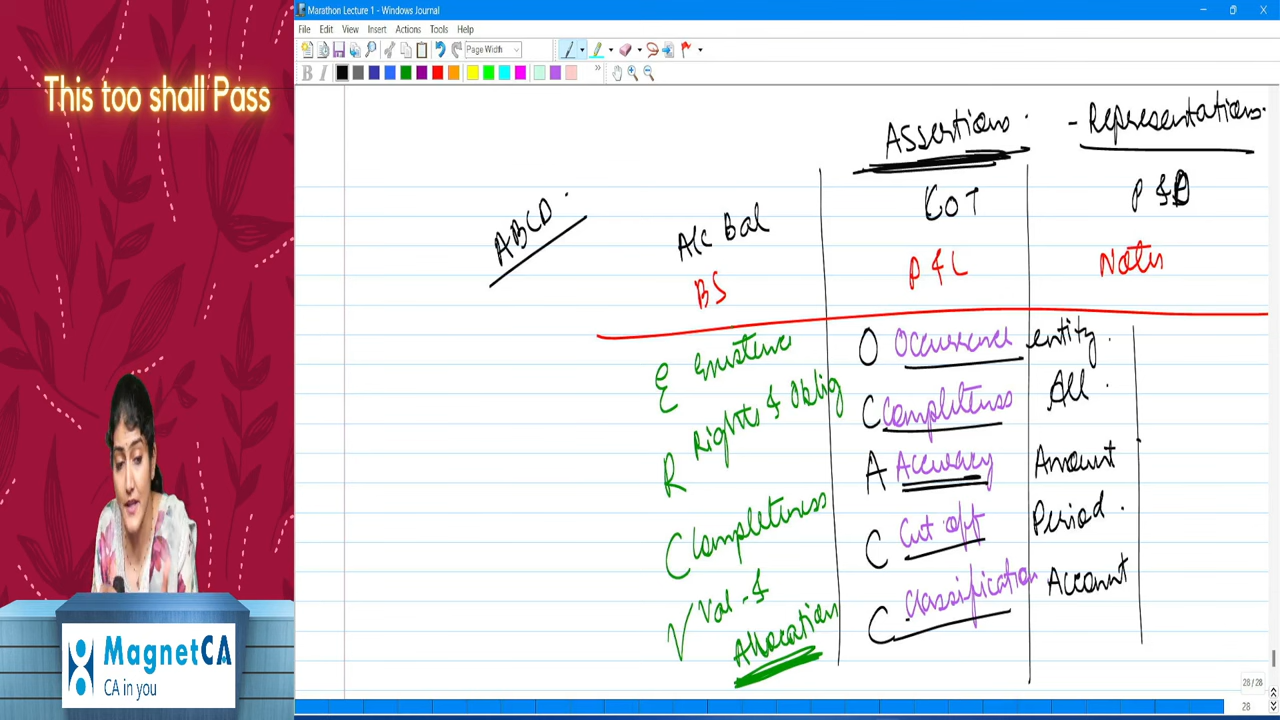 Marathon Lecture 1 - Windows Journal
File Edit View Insert Actions Tools Help
Page Width
B I
This too shall Pass
Assertions - Representations.
ABCD.
A/c Bal COT P & D
BS P & L Notes
E Existence O Occurrence entity.
R Rights & Oblig C Completeness All.
C Completeness A Accuracy Amount
V Val - & Allocation C Cut-off Period.
C Classification Account
MagnetCA
CA in you
28 / 28
28